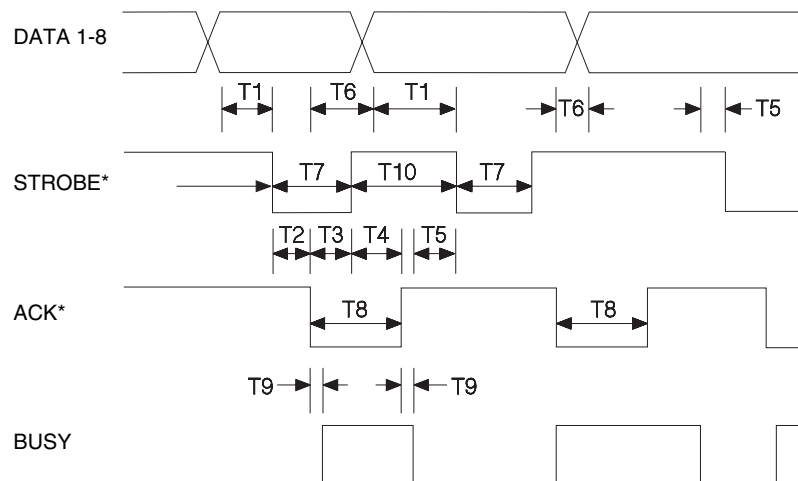 DATA 1-8
T1
T6
T1
T6
T5
STROBE*
T7
T10
T7
T2
T3
T4
T5
ACK*
T8
T8
T9
T9
BUSY